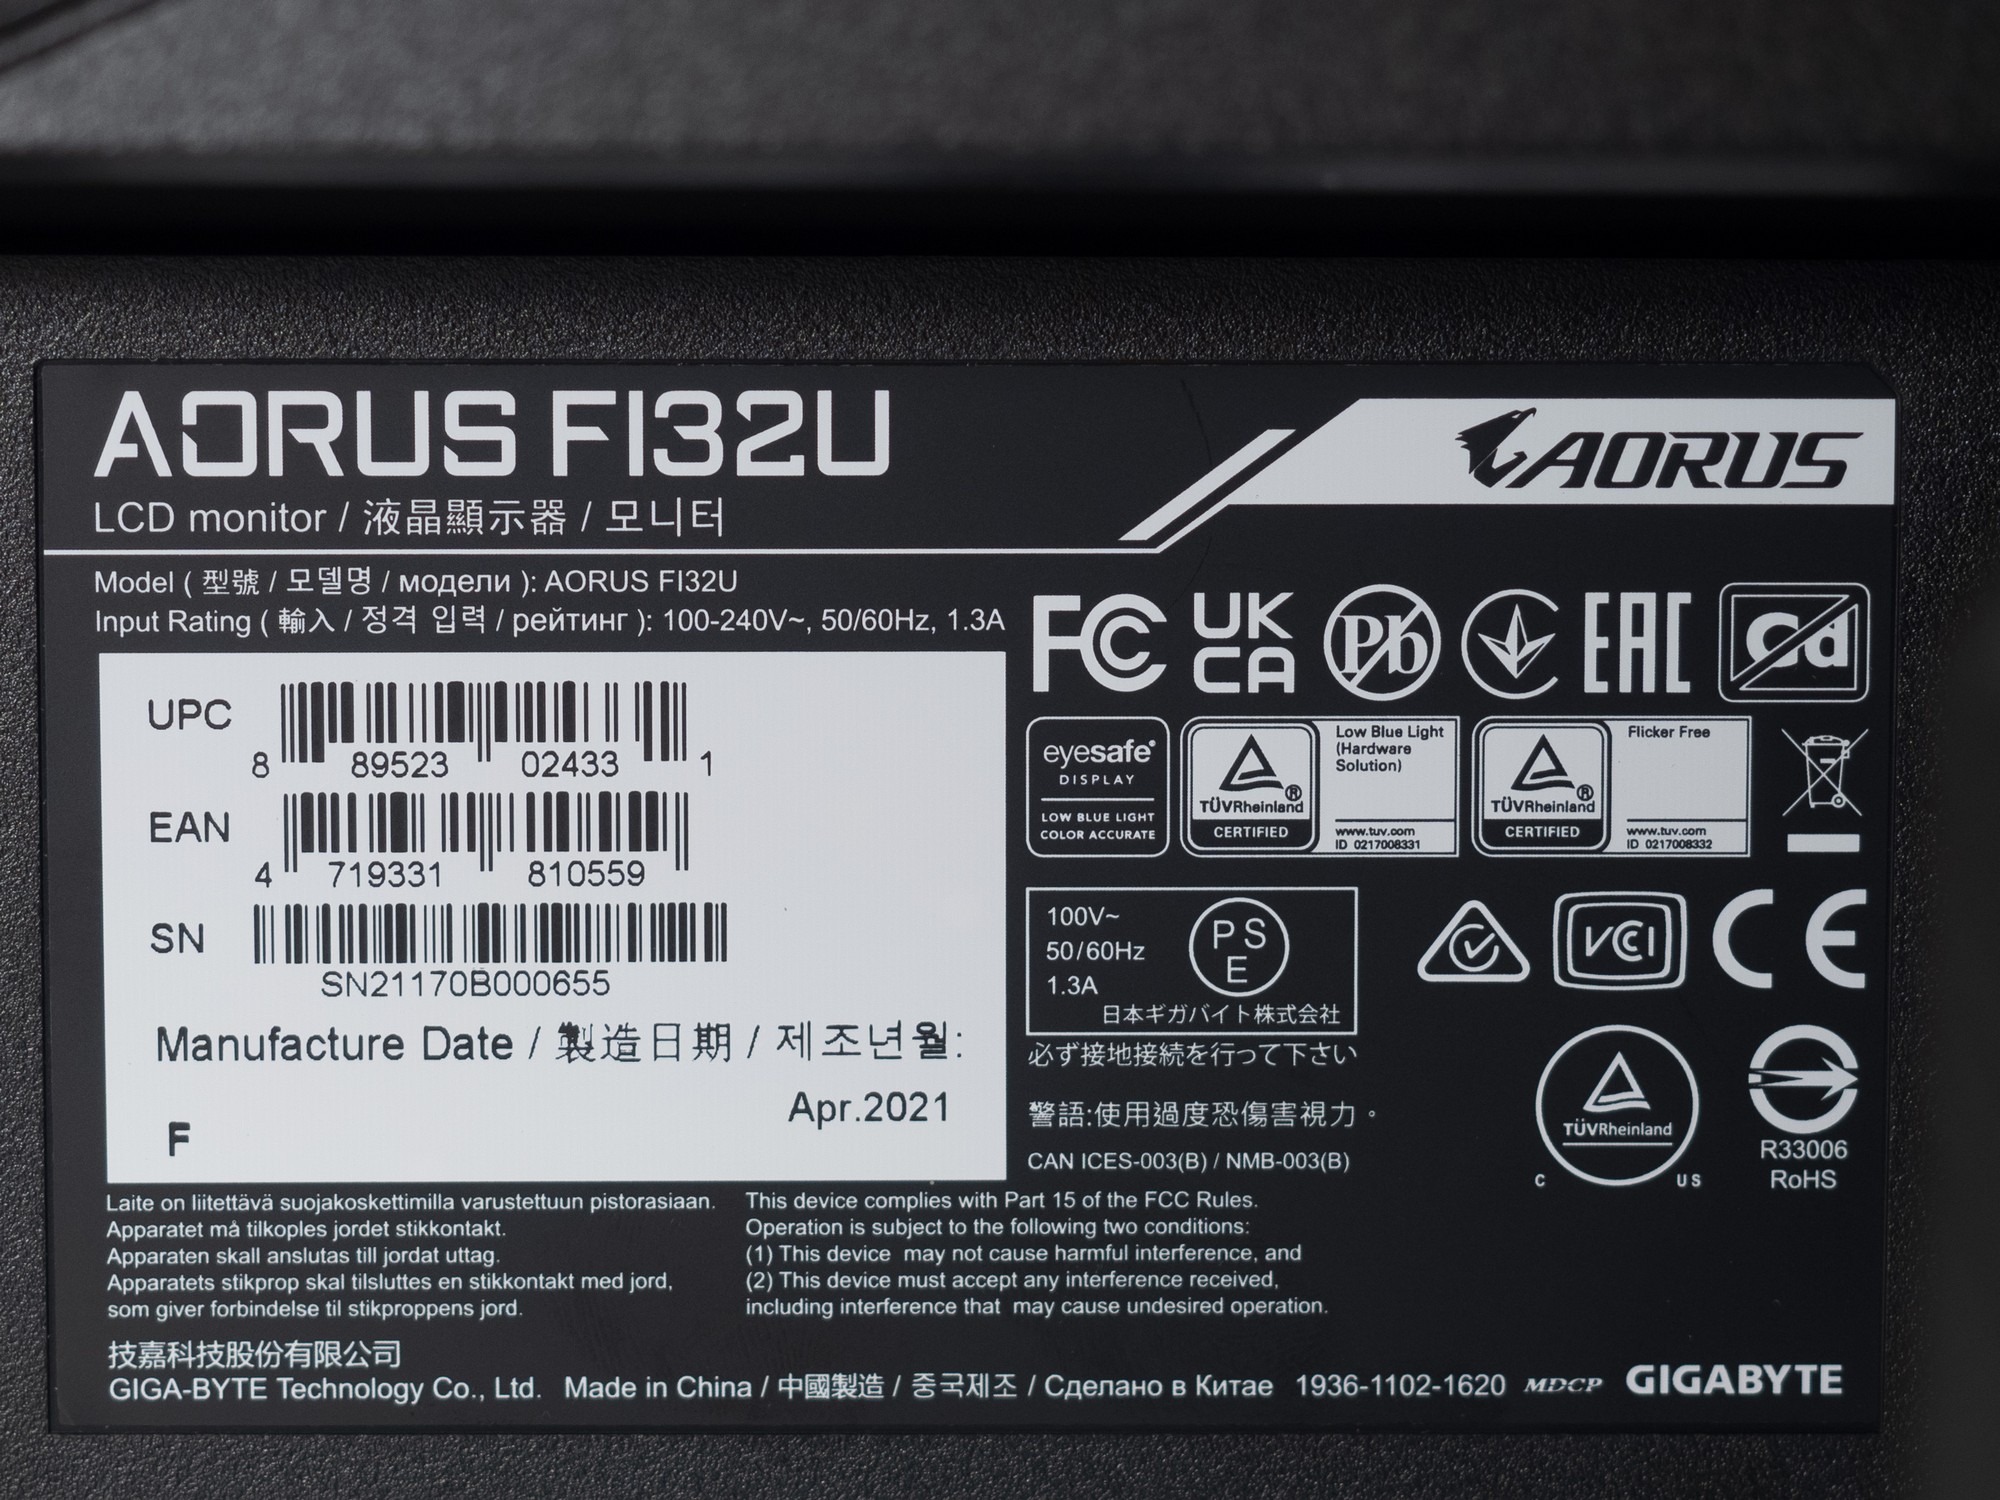 AORUS FI32U
AORUS
LCD monitor / 液晶顯示器 / 모니터
Model ( 型號 / 모델명 / модели ): AORUS FI32U
Input Rating ( 輸入 / 정격 입력 / рейтинг ): 100-240V~, 50/60Hz, 1.3A
UPC
8 89523 02433 1
EAN
4 719331 810559
SN
SN21170B000655
Manufacture Date / 製造日期 / 제조년월:
Apr.2021
F
FC
UK
CA
Pb
EAC
Cd
eyesafe®
DISPLAY
LOW BLUE LIGHT
COLOR ACCURATE
TÜVRheinland®
CERTIFIED
Low Blue Light
(Hardware
Solution)
www.tuv.com
ID 0217008331
TÜVRheinland®
CERTIFIED
Flicker Free
www.tuv.com
ID 0217008332
100V~
50/60Hz
1.3A
PS
E
日本ギガバイト株式会社
必ず接地接続を行って下さい
VCCI
CE
警語:使用過度恐傷害視力。
CAN ICES-003(B) / NMB-003(B)
TÜVRheinland
C US
R33006
RoHS
Laite on liitettävä suojakoskettimilla varustettuun pistorasiaan.
Apparatet må tilkoples jordet stikkontakt.
Apparaten skall anslutas till jordat uttag.
Apparatets stikprop skal tilsluttes en stikkontakt med jord,
som giver forbindelse til stikproppens jord.
This device complies with Part 15 of the FCC Rules.
Operation is subject to the following two conditions:
(1) This device may not cause harmful interference, and
(2) This device must accept any interference received,
including interference that may cause undesired operation.
技嘉科技股份有限公司
GIGA-BYTE Technology Co., Ltd. Made in China / 中國製造 / 중국제조 / Сделано в Китае 1936-1102-1620 MDCP GIGABYTE